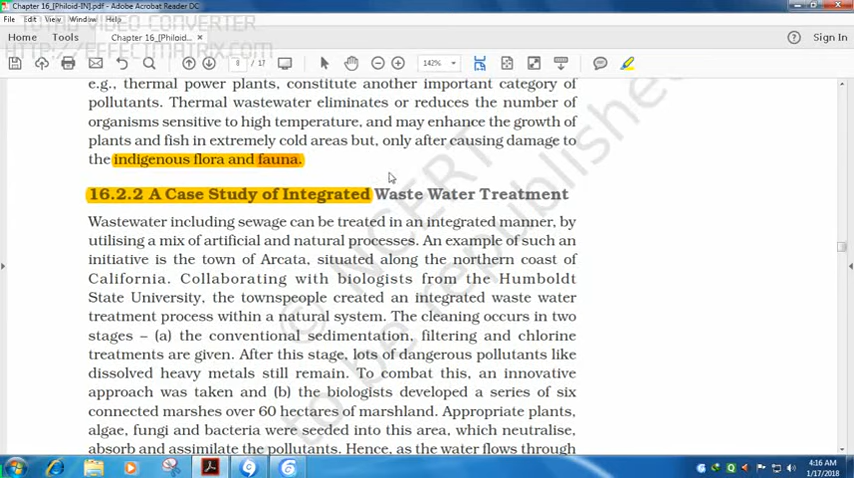 Chapter 16_[Philoid-IN].pdf - Adobe Acrobat Reader DC
File Edit View Window Help
TOTAL VIDEO CONVERTER
HTTP://EFFECTMATRIX.COM
Home Tools Chapter 16_[Philoid... × Sign In
8 / 17 142%
e.g., thermal power plants, constitute another important category of
pollutants. Thermal wastewater eliminates or reduces the number of
organisms sensitive to high temperature, and may enhance the growth of
plants and fish in extremely cold areas but, only after causing damage to
the indigenous flora and fauna.
16.2.2 A Case Study of Integrated Waste Water Treatment
Wastewater including sewage can be treated in an integrated manner, by
utilising a mix of artificial and natural processes. An example of such an
initiative is the town of Arcata, situated along the northern coast of
California. Collaborating with biologists from the Humboldt
State University, the townspeople created an integrated waste water
treatment process within a natural system. The cleaning occurs in two
stages – (a) the conventional sedimentation, filtering and chlorine
treatments are given. After this stage, lots of dangerous pollutants like
dissolved heavy metals still remain. To combat this, an innovative
approach was taken and (b) the biologists developed a series of six
connected marshes over 60 hectares of marshland. Appropriate plants,
algae, fungi and bacteria were seeded into this area, which neutralise,
absorb and assimilate the pollutants. Hence, as the water flows through
© NCERT
to be republished
4:16 AM
1/17/2018